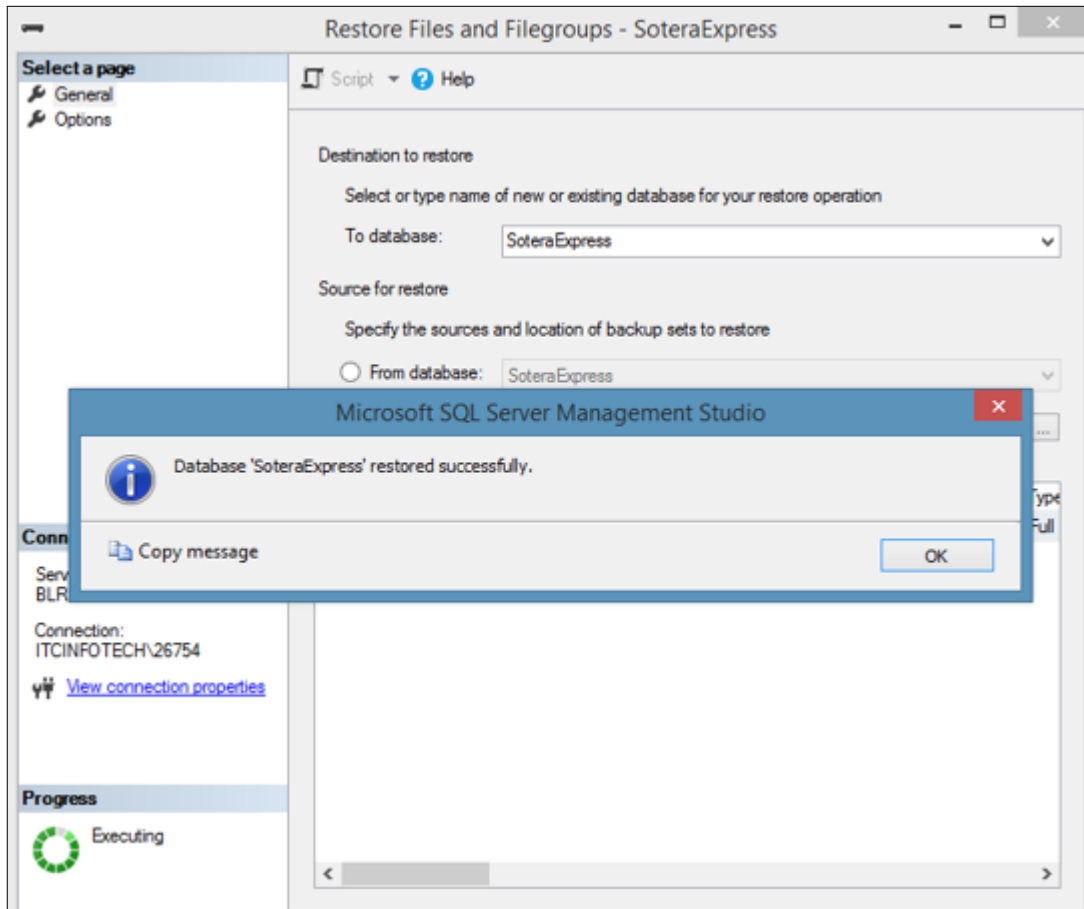 Restore Files and Filegroups - SoteraExpress
Select a page
General
Options
Script
Help
Destination to restore
Select or type name of new or existing database for your restore operation
To database:
SoteraExpress
Source for restore
Specify the sources and location of backup sets to restore
From database:
SoteraExpress
...
Microsoft SQL Server Management Studio
Database 'SoteraExpress' restored successfully.
Copy message
OK
Type
Full
Conn
Serv
BLR
Connection:
ITCINFOTECH\26754
View connection properties
Progress
Executing